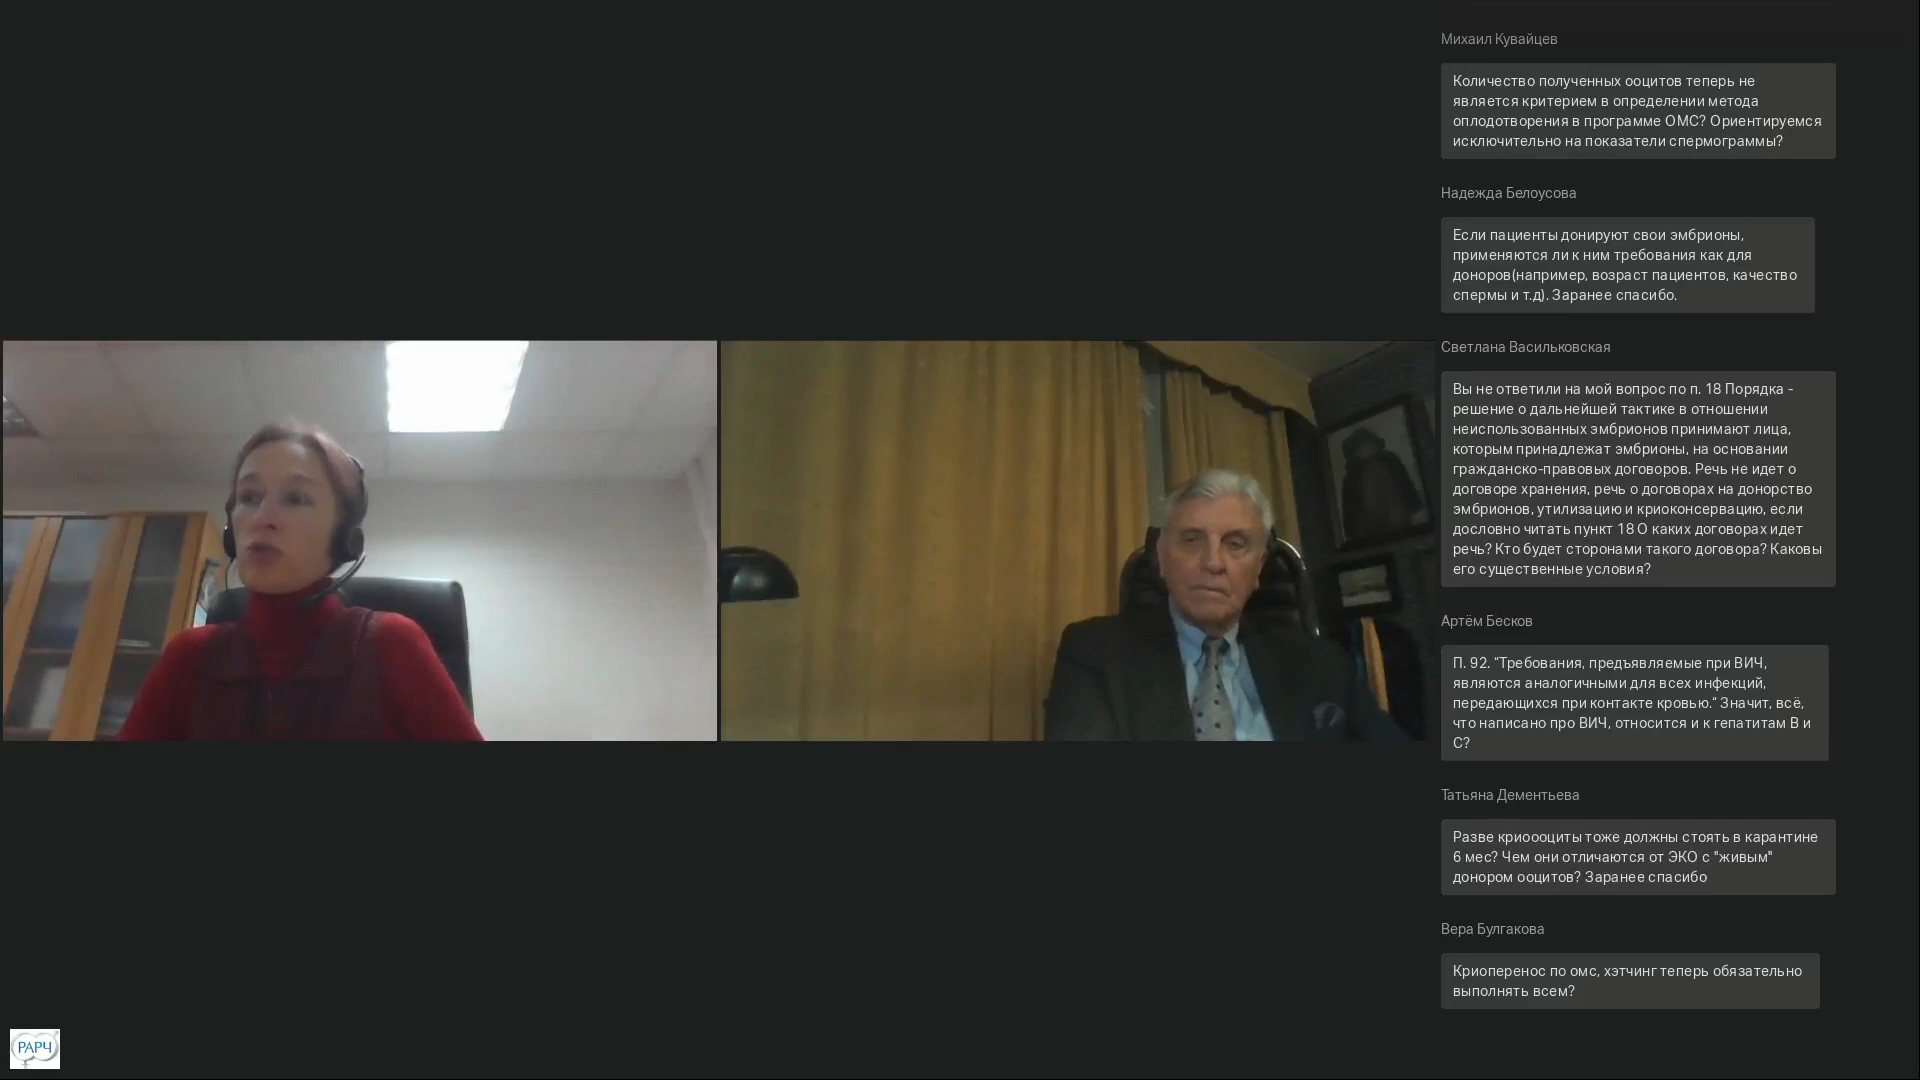 Михаил Кувайцев
Количество полученных ооцитов теперь не
является критерием в определении метода
оплодотворения в программе ОМС? Ориентируемся
исключительно на показатели спермограммы?
Надежда Белоусова
Если пациенты донируют свои эмбрионы,
применяются ли к ним требования как для
доноров(например, возраст пациентов, качество
спермы и т.д). Заранее спасибо.
Светлана Васильковская
Вы не ответили на мой вопрос по п. 18 Порядка -
решение о дальнейшей тактике в отношении
неиспользованных эмбрионов принимают лица,
которым принадлежат эмбрионы, на основании
гражданско-правовых договоров. Речь не идет о
договоре хранения, речь о договорах на донорство
эмбрионов, утилизацию и криоконсервацию, если
дословно читать пункт 18 О каких договорах идет
речь? Кто будет сторонами такого договора? Каковы
его существенные условия?
Артём Бесков
П. 92. "Требования, предъявляемые при ВИЧ,
являются аналогичными для всех инфекций,
передающихся при контакте кровью." Значит, всё,
что написано про ВИЧ, относится и к гепатитам В и
С?
Татьяна Дементьева
Разве криоооциты тоже должны стоять в карантине
6 мес? Чем они отличаются от ЭКО с "живым"
донором ооцитов? Заранее спасибо
Вера Булгакова
Криоперенос по омс, хэтчинг теперь обязательно
выполнять всем?
РАРЧ